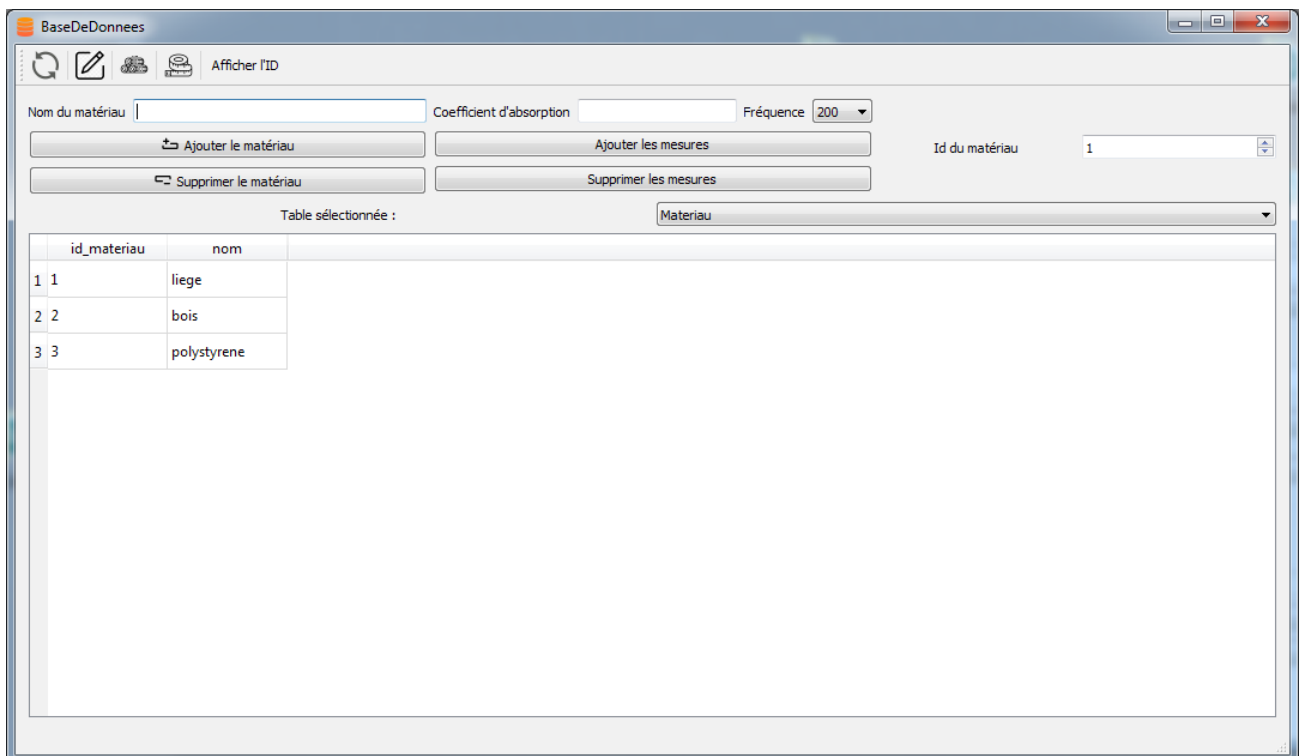 BaseDeDonnees
Afficher l'ID
Nom du matériau Coefficient d'absorption Fréquence 200
Ajouter le matériau Ajouter les mesures Id du matériau 1
Supprimer le matériau Supprimer les mesures
Table sélectionnée : Materiau
id_materiau nom
1 1 liege
2 2 bois
3 3 polystyrene